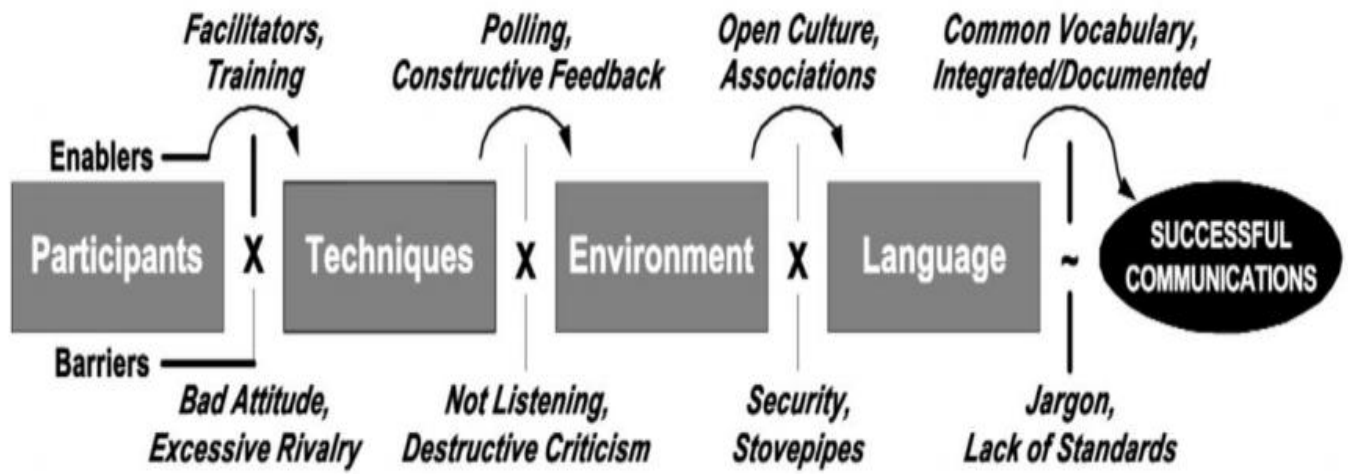 Facilitators,
Training
Polling,
Constructive Feedback
Open Culture,
Associations
Common Vocabulary,
Integrated/Documented
Enablers
Participants
X
Techniques
X
Environment
X
Language
~
SUCCESSFUL
COMMUNICATIONS
Barriers
Bad Attitude,
Excessive Rivalry
Not Listening,
Destructive Criticism
Security,
Stovepipes
Jargon,
Lack of Standards